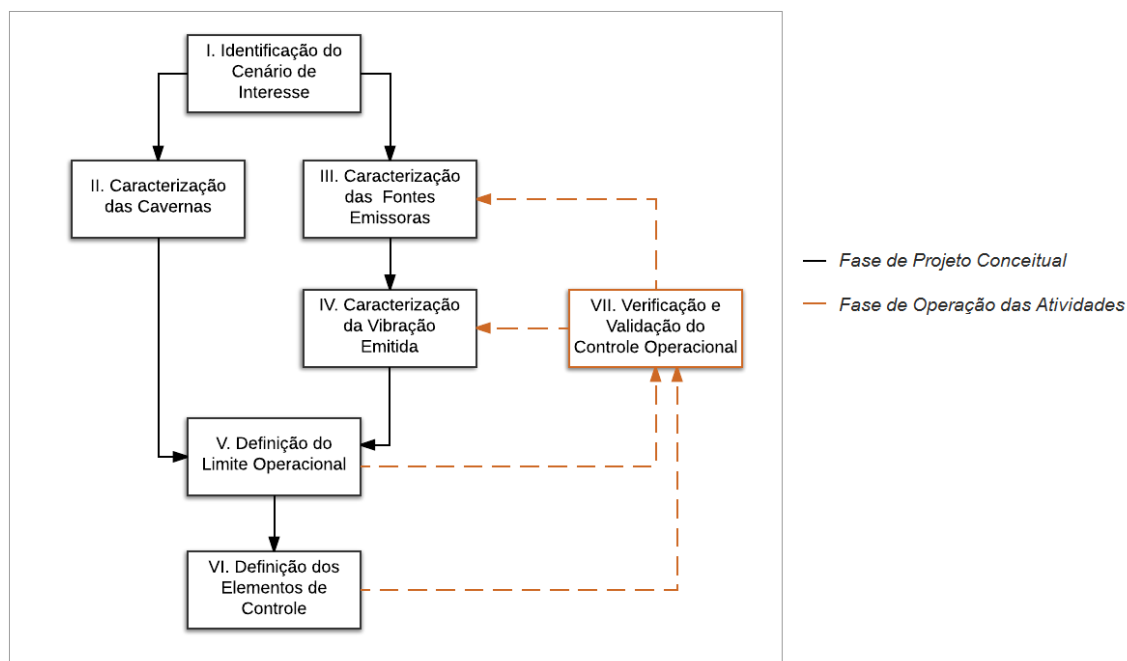 I. Identificação do
Cenário de
Interesse
II. Caracterização
das Cavernas
III. Caracterização
das Fontes
Emissoras
IV. Caracterização
da Vibração
Emitida
VII. Verificação e
Validação do
Controle Operacional
V. Definição do
Limite Operacional
VI. Definição dos
Elementos de
Controle
Fase de Projeto Conceitual
Fase de Operação das Atividades